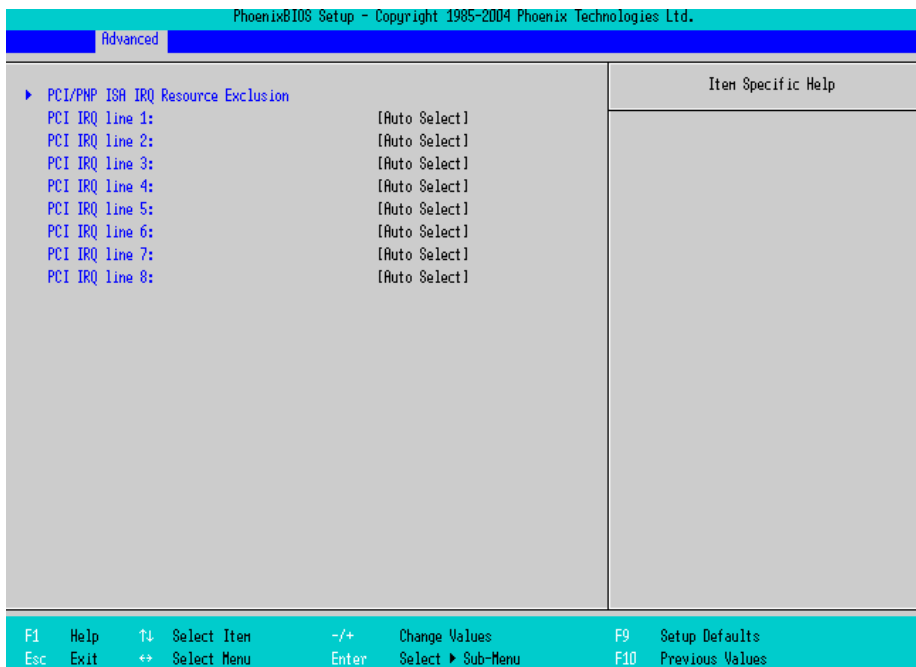 PhoenixBIOS Setup - Copyright 1985-2004 Phoenix Technologies Ltd.
Advanced
PCI/PNP ISA IRQ Resource Exclusion
PCI IRQ line 1: [Auto Select]
PCI IRQ line 2: [Auto Select]
PCI IRQ line 3: [Auto Select]
PCI IRQ line 4: [Auto Select]
PCI IRQ line 5: [Auto Select]
PCI IRQ line 6: [Auto Select]
PCI IRQ line 7: [Auto Select]
PCI IRQ line 8: [Auto Select]
Item Specific Help
F1 Help ↑↓ Select Item -/+ Change Values F9 Setup Defaults
Esc Exit ↔ Select Menu Enter Select ▶ Sub-Menu F10 Previous Values